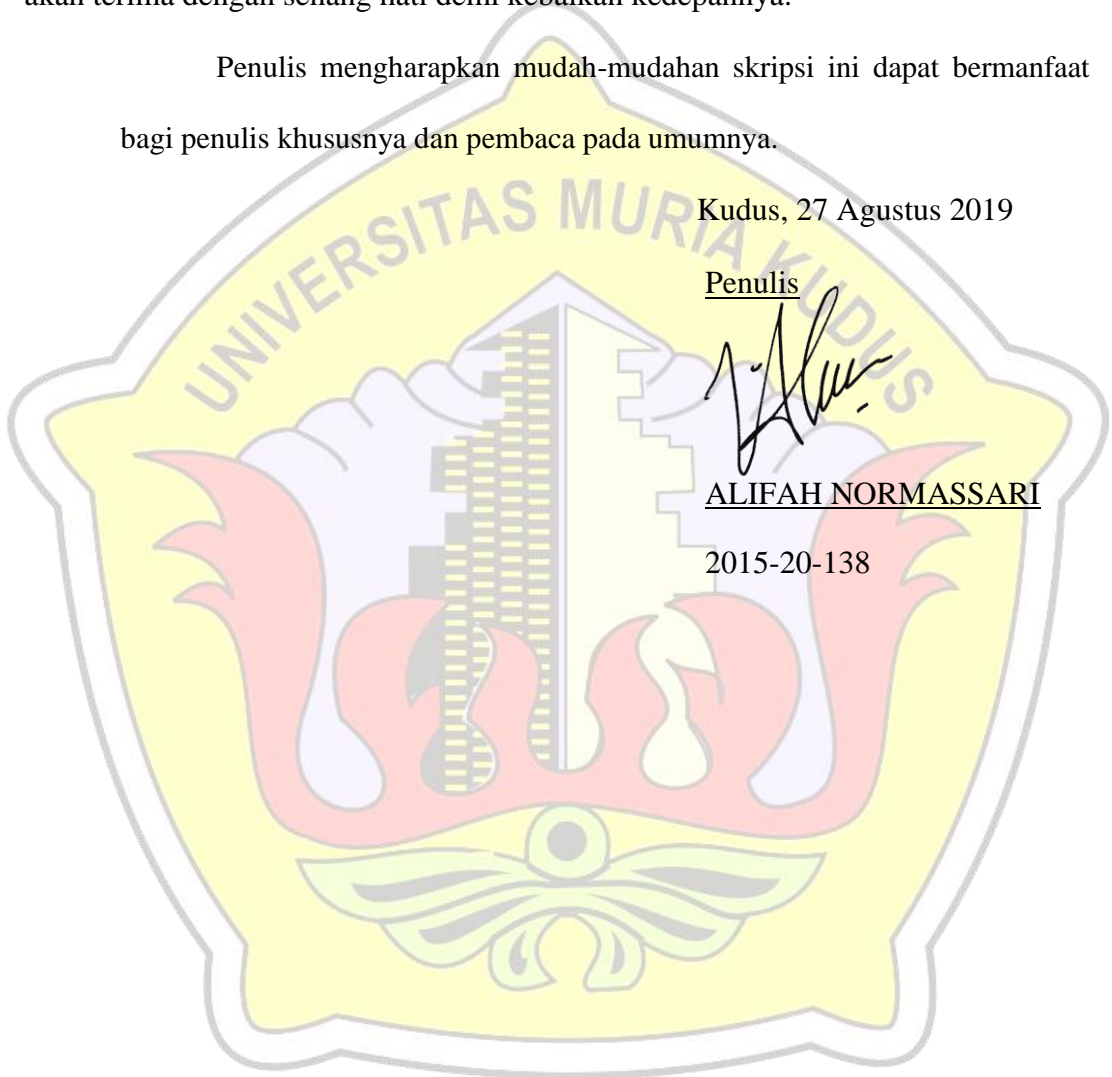 akan terima dengan senang hati demi kebaikan kedepannya.
Penulis mengharapkan mudah-mudahan skripsi ini dapat bermanfaat
bagi penulis khususnya dan pembaca pada umumnya.
Kudus, 27 Agustus 2019
Penulis
ALIFAH NORMASSARI
2015-20-138
UNIVERSITAS MURIA KUDUS